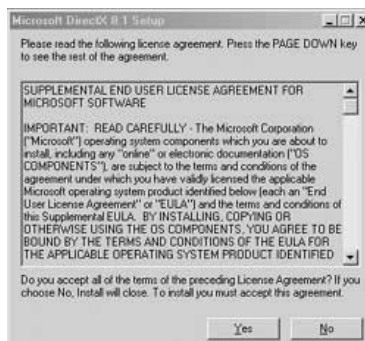 Microsoft DirectX 8.1 Setup
Please read the following license agreement. Press the PAGE DOWN key
to see the rest of the agreement.
SUPPLEMENTAL END USER LICENSE AGREEMENT FOR
MICROSOFT SOFTWARE
IMPORTANT: READ CAREFULLY - The Microsoft Corporation
("Microsoft") operating system components which you are about to
install, including any "online" or electronic documentation ("OS
COMPONENTS"), are subject to the terms and conditions of the
agreement under which you have validly licensed the applicable
Microsoft operating system product identified below (each an "End
User License Agreement" or "EULA") and the terms and conditions of
this Supplemental EULA. BY INSTALLING, COPYING OR
OTHERWISE USING THE OS COMPONENTS, YOU AGREE TO BE
BOUND BY THE TERMS AND CONDITIONS OF THE EULA FOR
THE APPLICABLE OPERATING SYSTEM PRODUCT IDENTIFIED
Do you accept all of the terms of the preceding License Agreement? If you
choose No, Install will close. To install you must accept this agreement.
Yes No